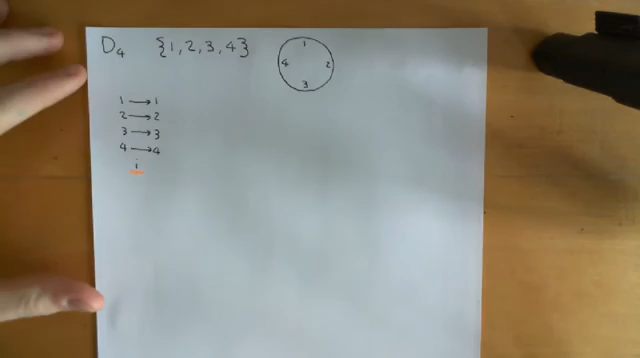 D₄ {1, 2, 3, 4}
1
4 2
3
1 → 1
2 → 2
3 → 3
4 → 4
i